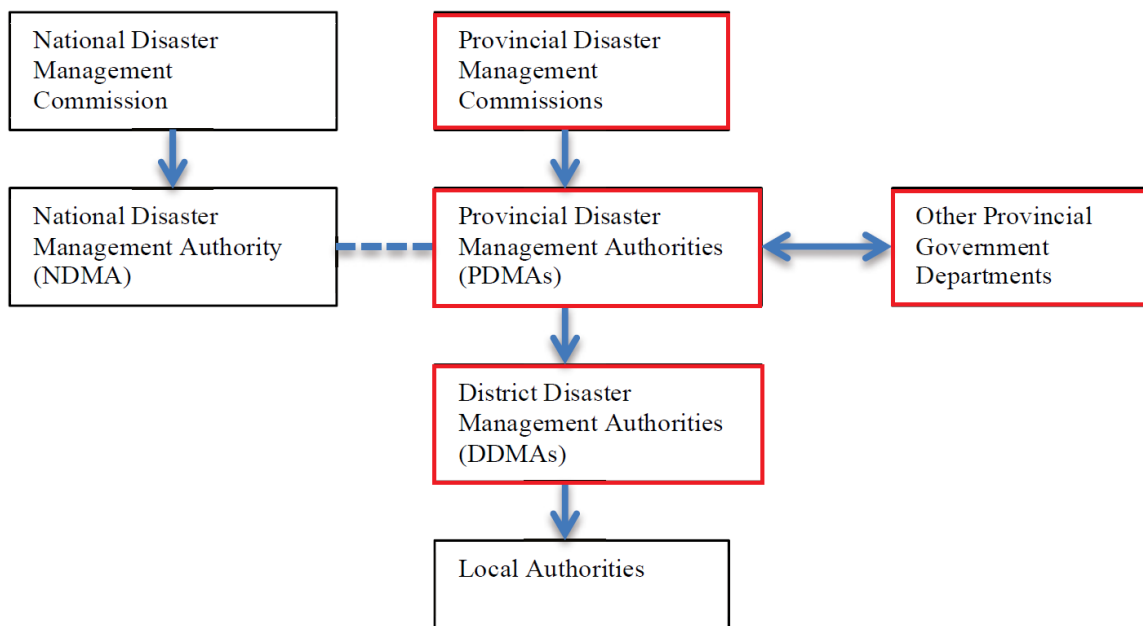 National Disaster
Management
Commission
Provincial Disaster
Management
Commissions
National Disaster
Management Authority
(NDMA)
Provincial Disaster
Management Authorities
(PDMAs)
Other Provincial
Government
Departments
District Disaster
Management Authorities
(DDMAs)
Local Authorities